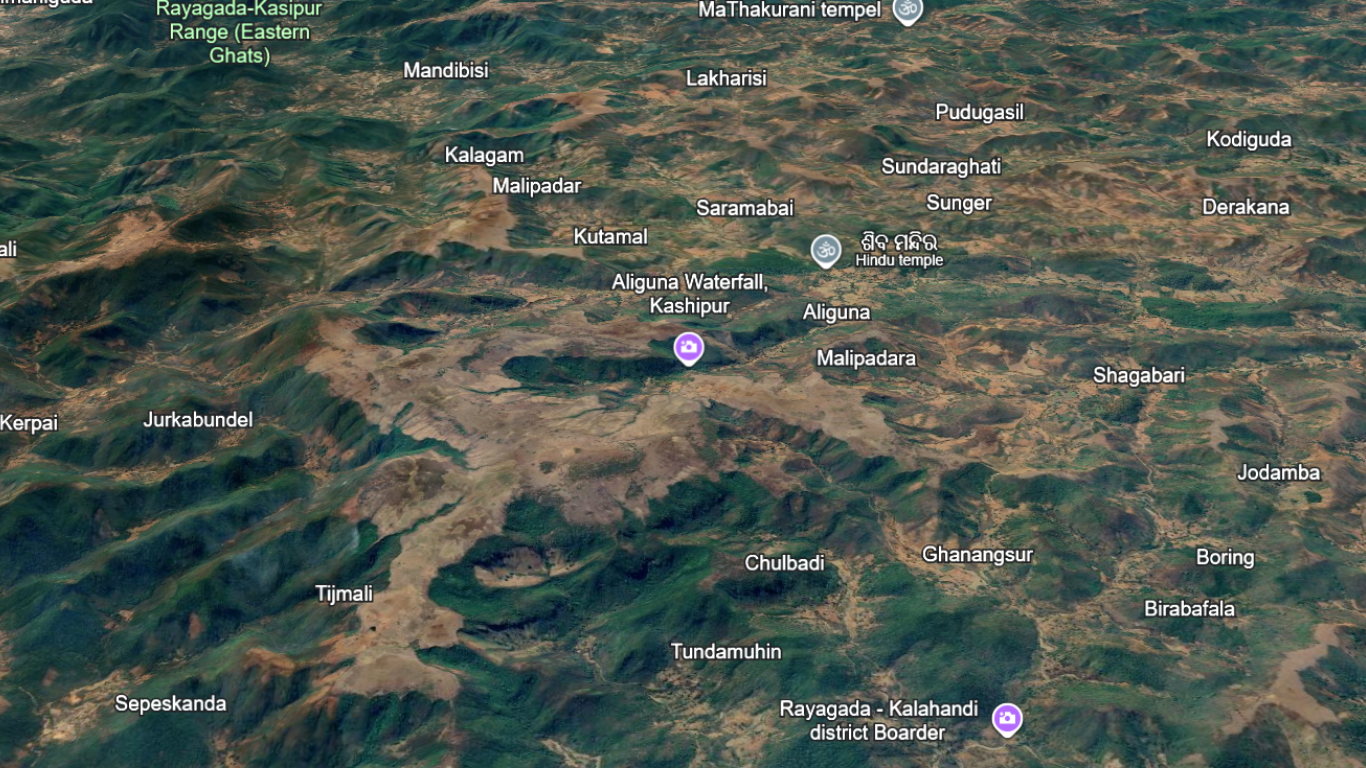 Rayagada-Kasipur
Range (Eastern
Ghats)
MaThakurani tempel
Mandibisi
Lakharisi
Pudugasil
Kodiguda
Kalagam
Sundaraghati
Malipadar
Saramabai
Sunger
Derakana
Kutamal
ଶିବ ମନ୍ଦିର
Hindu temple
ali
Aliguna Waterfall,
Kashipur
Aliguna
Malipadara
Shagabari
Kerpai
Jurkabundel
Jodamba
Chulbadi
Ghanangsur
Boring
Tijmali
Birabafala
Tundamuhin
Sepeskanda
Rayagada - Kalahandi
district Boarder